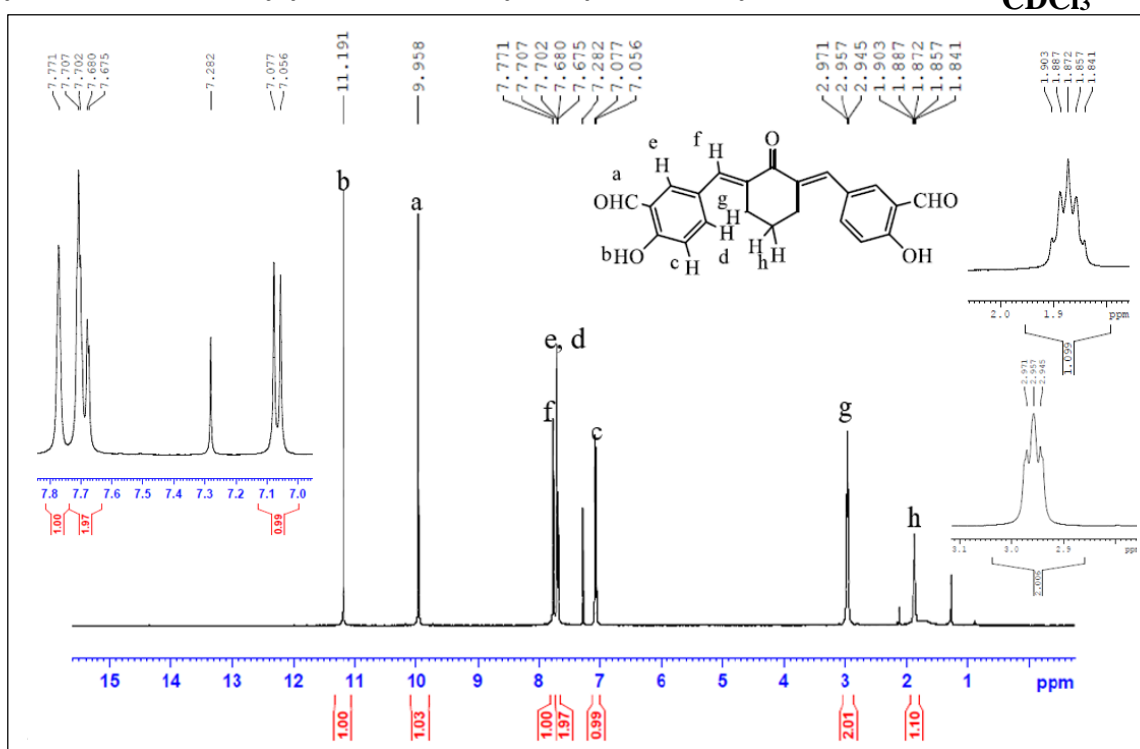 CDCl3
7.771
7.707
7.702
7.680
7.675
7.282
7.077
7.056
11.191
9.958
7.771
7.707
7.702
7.680
7.675
7.282
7.077
7.056
2.971
2.957
2.945
1.903
1.887
1.872
1.857
1.841
1.903
1.887
1.872
1.857
1.841
b
a
e, d
f
c
g
h
a
e
H
f
H
O
OHC
g
H
H
d
b
HO
c
H
h
H
H
CHO
OH
7.8 7.7 7.6 7.5 7.4 7.3 7.2 7.1 7.0
1.00
1.97
0.99
2.0 1.9 ppm
1.099
2.971
2.957
2.945
3.1 3.0 2.9 ppm
2.006
15 14 13 12 11 10 9 8 7 6 5 4 3 2 1 ppm
1.00
1.03
1.00
1.97
0.99
2.01
1.10